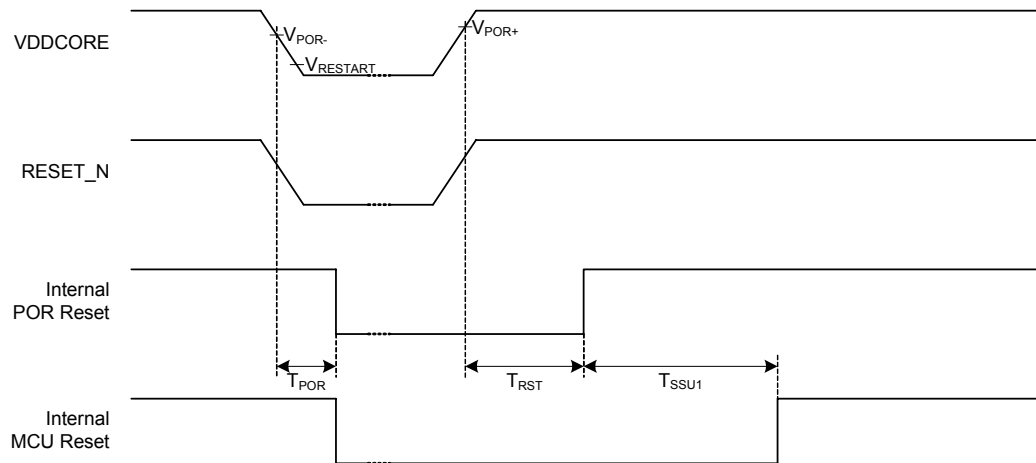 VDDCORE
VPOR-
VRESTART
VPOR+
RESET_N
Internal
POR Reset
TPOR
TRST
TSSU1
Internal
MCU Reset